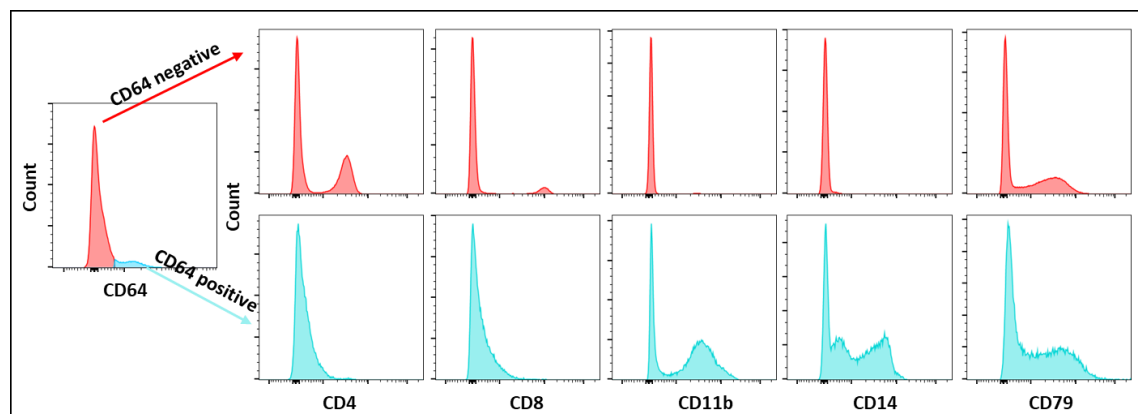 CD64 negative
Count
CD64
Count
CD64 positive
CD4
CD8
CD11b
CD14
CD79